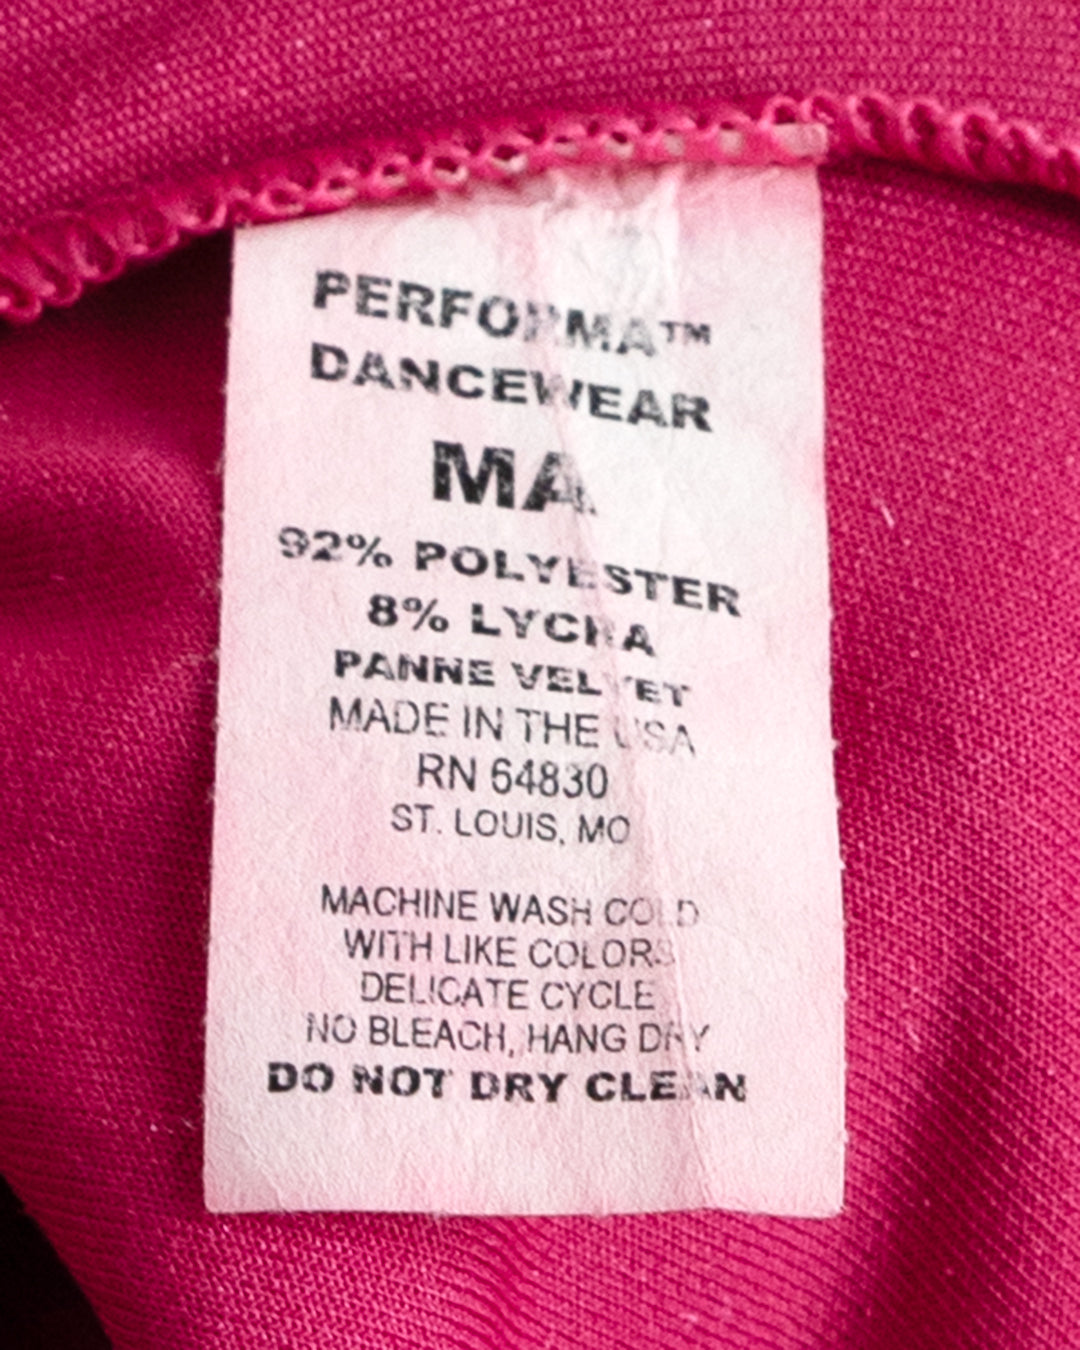 PERFORMA™
DANCEWEAR
MA
92% POLYESTER
8% LYCRA
PANNE VELVET
MADE IN THE USA
RN 64830
ST. LOUIS, MO
MACHINE WASH COLD
WITH LIKE COLORS
DELICATE CYCLE
NO BLEACH, HANG DRY
DO NOT DRY CLEAN